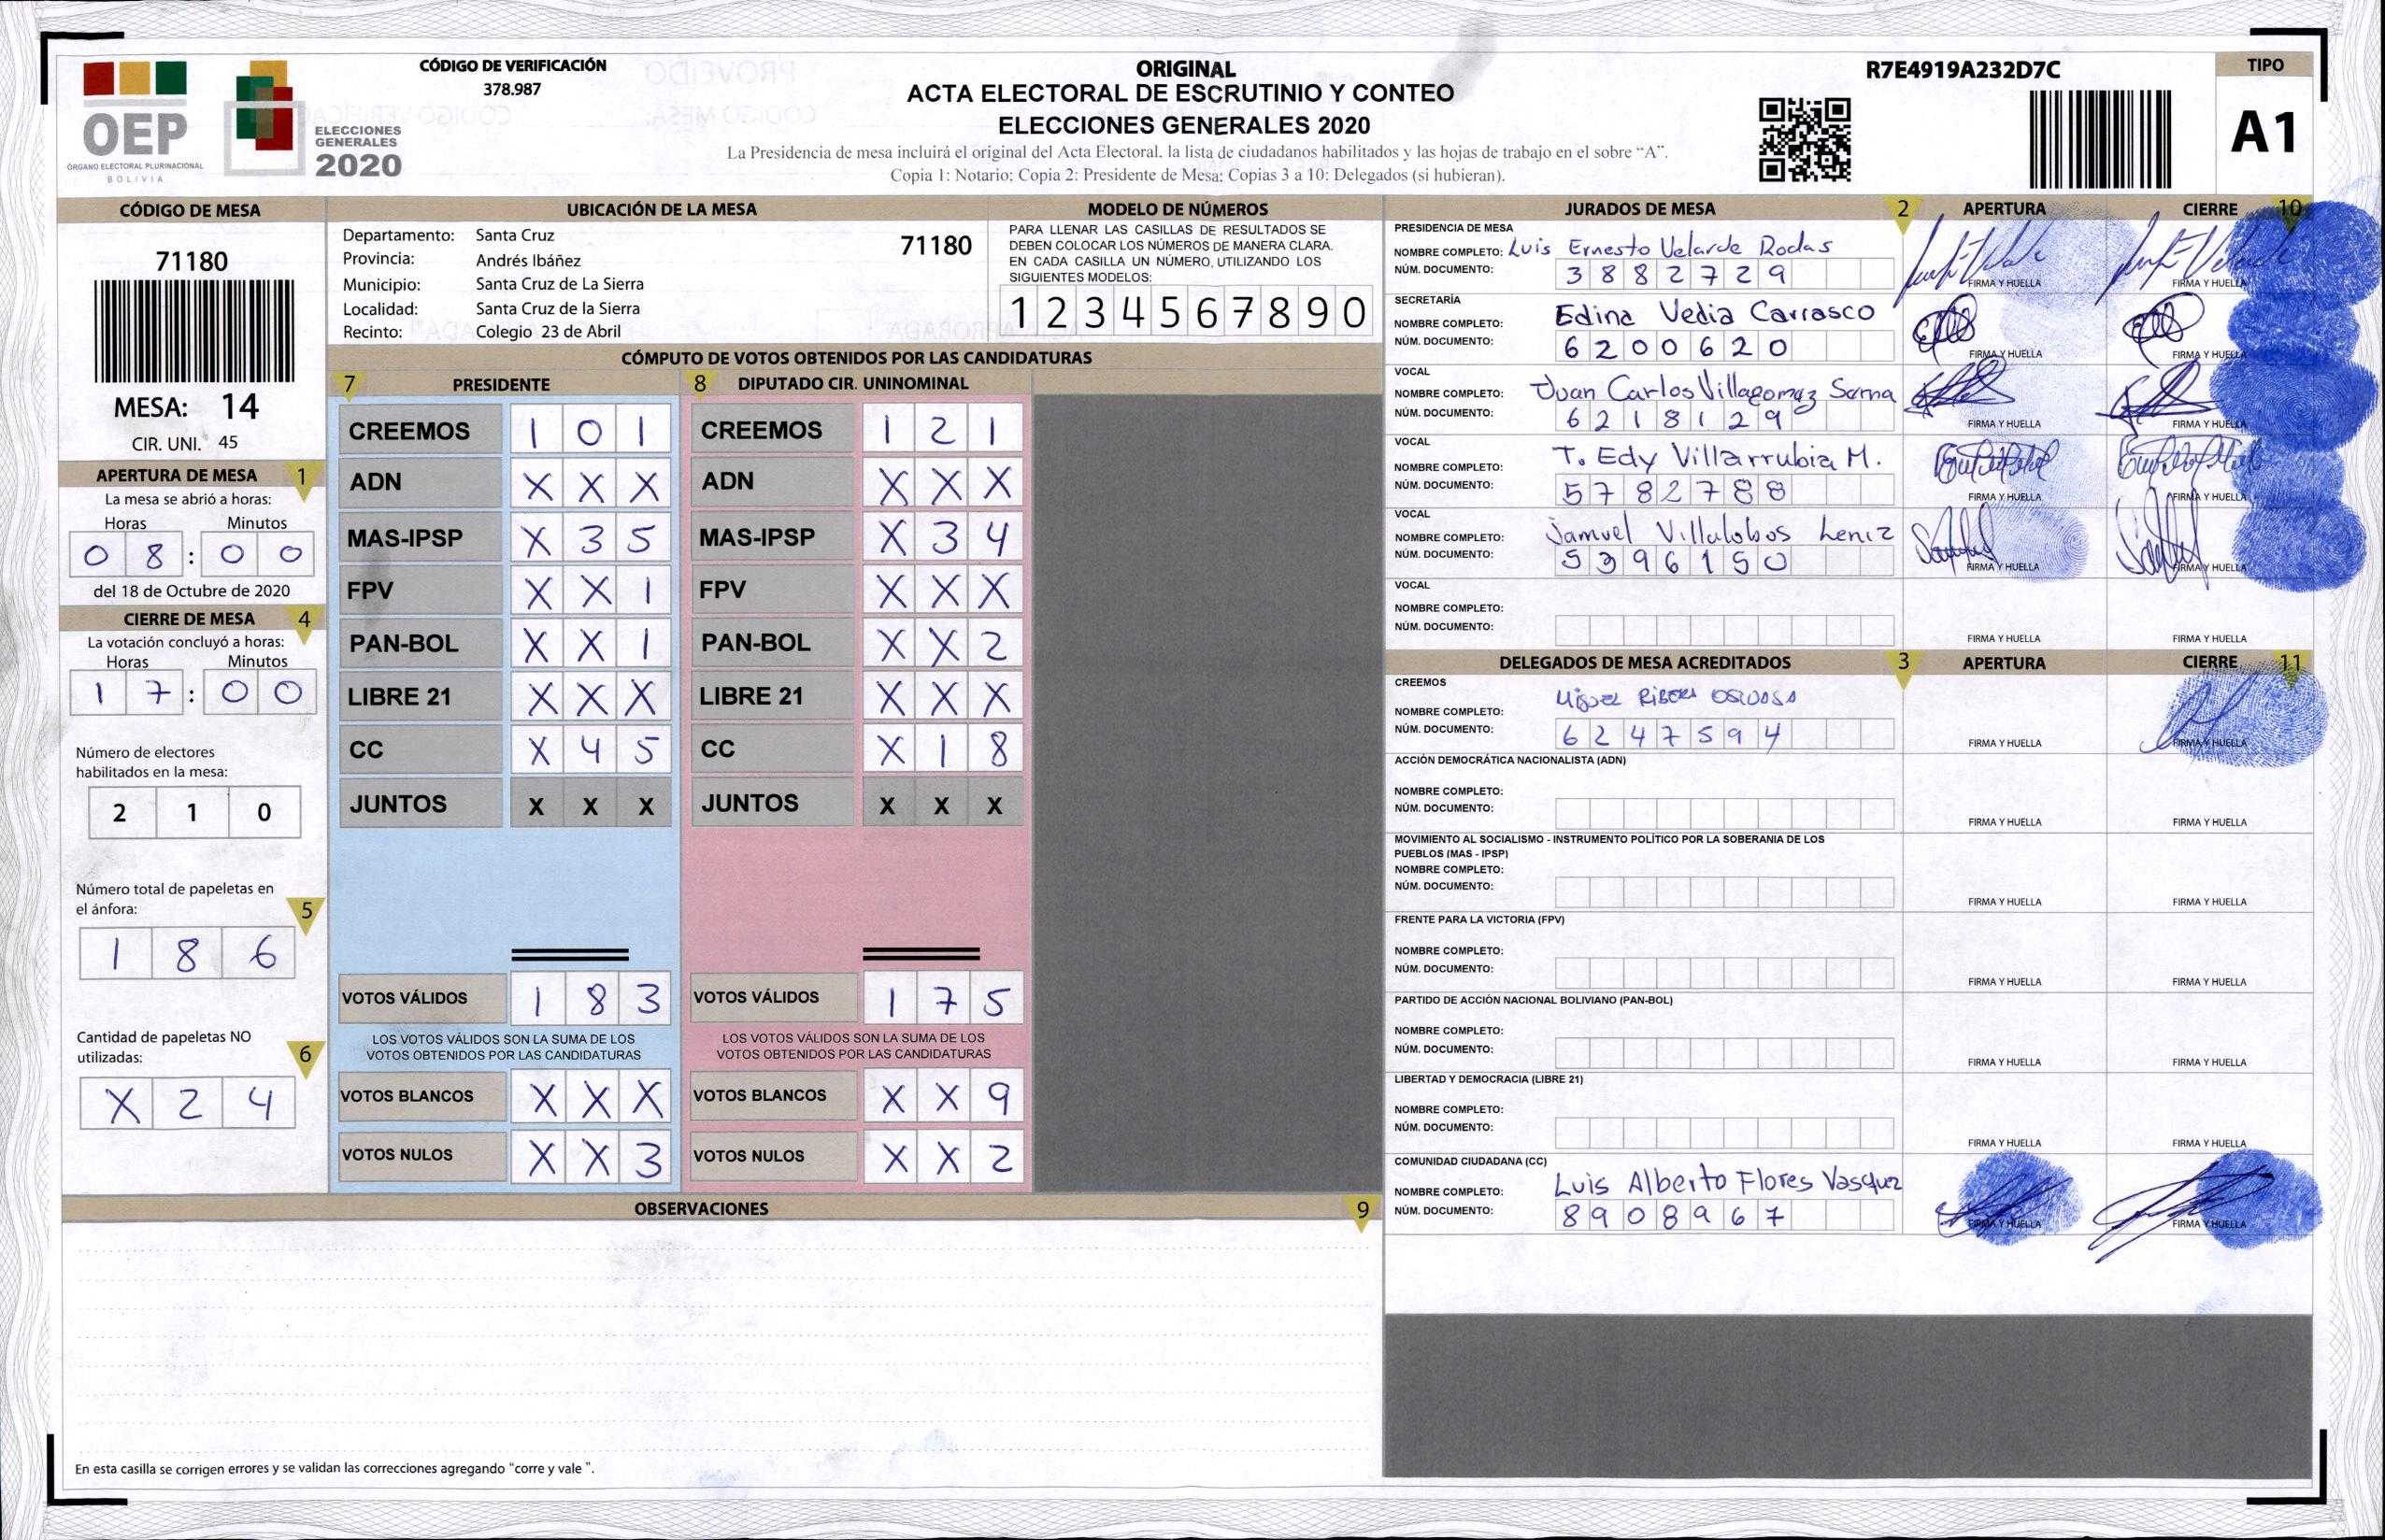 OEP
ÓRGANO ELECTORAL PLURINACIONAL
BOLIVIA
ELECCIONES
GENERALES
2020
CÓDIGO DE VERIFICACIÓN
378.987
ORIGINAL
ACTA ELECTORAL DE ESCRUTINIO Y CONTEO
ELECCIONES GENERALES 2020
La Presidencia de mesa incluirá el original del Acta Electoral, la lista de ciudadanos habilitados y las hojas de trabajo en el sobre "A".
Copia 1: Notario; Copia 2: Presidente de Mesa; Copias 3 a 10: Delegados (si hubieran).
R7E4919A232D7C
TIPO
A1
CÓDIGO DE MESA
71180
MESA: 14
CIR. UNI. 45
APERTURA DE MESA 1
La mesa se abrió a horas:
Horas Minutos
0 8 : 0 0
del 18 de Octubre de 2020
CIERRE DE MESA 4
La votación concluyó a horas:
Horas Minutos
1 7 : 0 0
Número de electores
habilitados en la mesa:
2 1 0
Número total de papeletas en
el ánfora: 5
1 8 6
Cantidad de papeletas NO
utilizadas: 6
X 2 4
UBICACIÓN DE LA MESA
Departamento: Santa Cruz 71180
Provincia: Andrés Ibáñez
Municipio: Santa Cruz de La Sierra
Localidad: Santa Cruz de la Sierra
Recinto: Colegio 23 de Abril
MODELO DE NÚMEROS
PARA LLENAR LAS CASILLAS DE RESULTADOS SE
DEBEN COLOCAR LOS NÚMEROS DE MANERA CLARA.
EN CADA CASILLA UN NÚMERO, UTILIZANDO LOS
SIGUIENTES MODELOS:
1 2 3 4 5 6 7 8 9 0
CÓMPUTO DE VOTOS OBTENIDOS POR LAS CANDIDATURAS
7 PRESIDENTE
CREEMOS 1 0 1
ADN X X X
MAS-IPSP X 3 5
FPV X X 1
PAN-BOL X X 1
LIBRE 21 X X X
CC X 4 5
JUNTOS X X X
VOTOS VÁLIDOS 1 8 3
LOS VOTOS VÁLIDOS SON LA SUMA DE LOS
VOTOS OBTENIDOS POR LAS CANDIDATURAS
VOTOS BLANCOS X X X
VOTOS NULOS X X 3
8 DIPUTADO CIR. UNINOMINAL
CREEMOS 1 2 1
ADN X X X
MAS-IPSP X 3 4
FPV X X X
PAN-BOL X X 2
LIBRE 21 X X X
CC X 1 8
JUNTOS X X X
VOTOS VÁLIDOS 1 7 5
LOS VOTOS VÁLIDOS SON LA SUMA DE LOS
VOTOS OBTENIDOS POR LAS CANDIDATURAS
VOTOS BLANCOS X X 9
VOTOS NULOS X X 2
OBSERVACIONES 9
En esta casilla se corrigen errores y se validan las correcciones agregando "corre y vale ".
JURADOS DE MESA 2 APERTURA CIERRE 10
PRESIDENCIA DE MESA
NOMBRE COMPLETO: Luis Ernesto Velarde Rodas
NÚM. DOCUMENTO: 3 8 8 2 7 2 9
FIRMA Y HUELLA FIRMA Y HUELLA
SECRETARÍA
NOMBRE COMPLETO: Edina Vedia Carrasco
NÚM. DOCUMENTO: 6 2 0 0 6 2 0
FIRMA Y HUELLA FIRMA Y HUELLA
VOCAL
NOMBRE COMPLETO: Juan Carlos Villagomez Serna
NÚM. DOCUMENTO: 6 2 1 8 1 2 9
FIRMA Y HUELLA FIRMA Y HUELLA
VOCAL
NOMBRE COMPLETO: T. Edy Villarrubia M.
NÚM. DOCUMENTO: 5 7 8 2 7 8 8
FIRMA Y HUELLA FIRMA Y HUELLA
VOCAL
NOMBRE COMPLETO: Samuel Villalobos Leniz
NÚM. DOCUMENTO: 5 3 9 6 1 5 0
FIRMA Y HUELLA FIRMA Y HUELLA
VOCAL
NOMBRE COMPLETO:
NÚM. DOCUMENTO:
FIRMA Y HUELLA FIRMA Y HUELLA
DELEGADOS DE MESA ACREDITADOS 3 APERTURA CIERRE 11
CREEMOS
NOMBRE COMPLETO: Miguel Ribera
NÚM. DOCUMENTO: 6 2 4 7 5 9 4
FIRMA Y HUELLA FIRMA Y HUELLA
ACCIÓN DEMOCRÁTICA NACIONALISTA (ADN)
NOMBRE COMPLETO:
NÚM. DOCUMENTO:
FIRMA Y HUELLA FIRMA Y HUELLA
MOVIMIENTO AL SOCIALISMO - INSTRUMENTO POLÍTICO POR LA SOBERANIA DE LOS
PUEBLOS (MAS - IPSP)
NOMBRE COMPLETO:
NÚM. DOCUMENTO:
FIRMA Y HUELLA FIRMA Y HUELLA
FRENTE PARA LA VICTORIA (FPV)
NOMBRE COMPLETO:
NÚM. DOCUMENTO:
FIRMA Y HUELLA FIRMA Y HUELLA
PARTIDO DE ACCIÓN NACIONAL BOLIVIANO (PAN-BOL)
NOMBRE COMPLETO:
NÚM. DOCUMENTO:
FIRMA Y HUELLA FIRMA Y HUELLA
LIBERTAD Y DEMOCRACIA (LIBRE 21)
NOMBRE COMPLETO:
NÚM. DOCUMENTO:
FIRMA Y HUELLA FIRMA Y HUELLA
COMUNIDAD CIUDADANA (CC)
NOMBRE COMPLETO: Luis Alberto Flores Vasquez
NÚM. DOCUMENTO: 8 9 0 8 9 6 7
FIRMA Y HUELLA FIRMA Y HUELLA